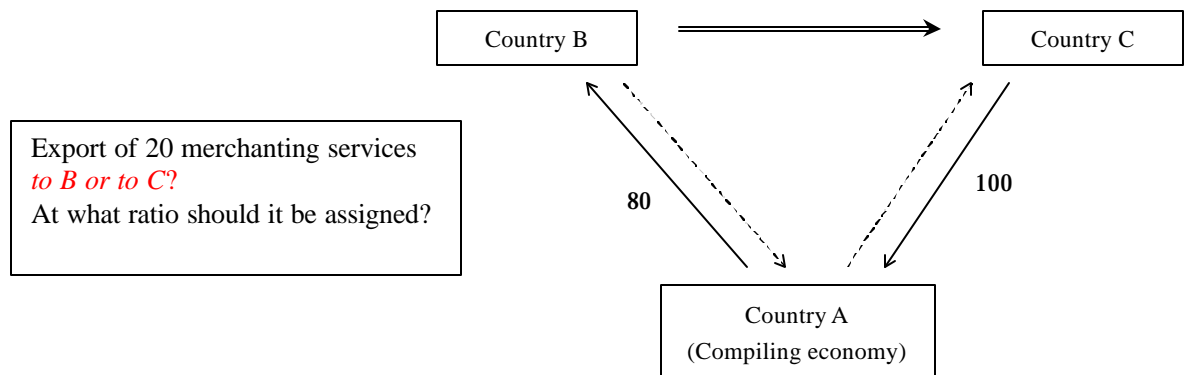 Country B
Country C
Export of 20 merchanting services
to B or to C?
At what ratio should it be assigned?
80
100
Country A
(Compiling economy)